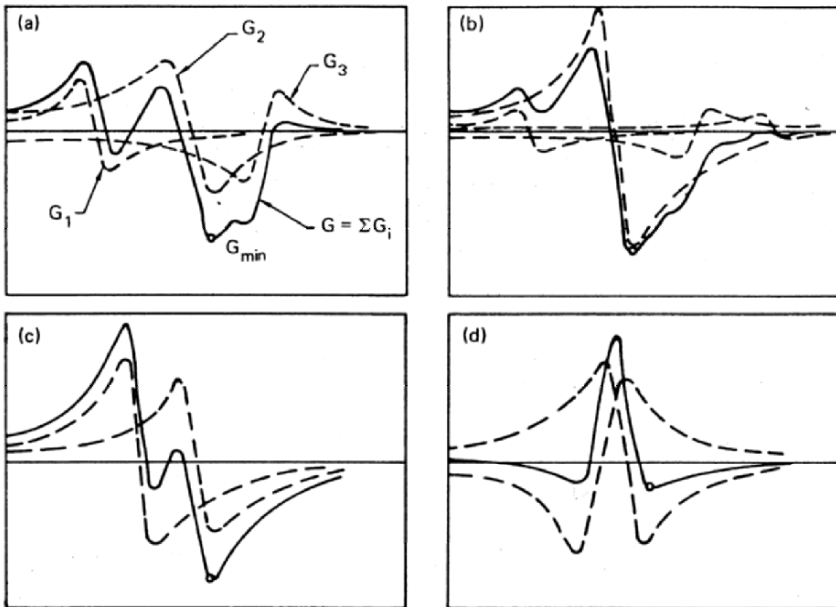 (a)
G₂
G₃
G₁
G = ΣGᵢ
Gₘᵢₙ
(b)
(c)
(d)